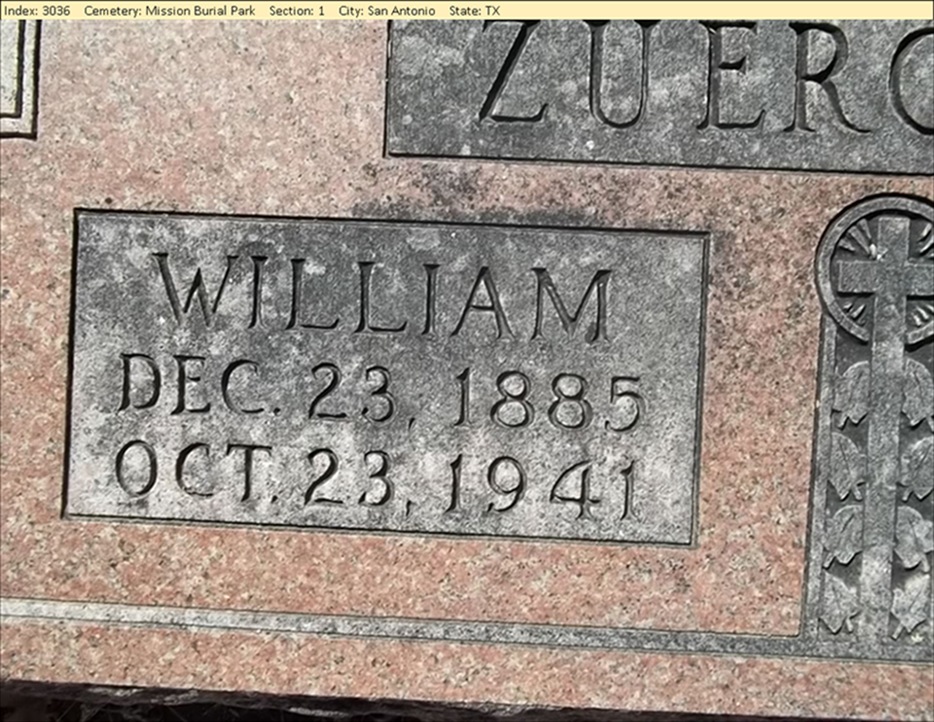 Index: 3036 Cemetery: Mission Burial Park Section: 1 City: San Antonio State: TX
WILLIAM
DEC. 23, 1885
OCT. 23, 1941